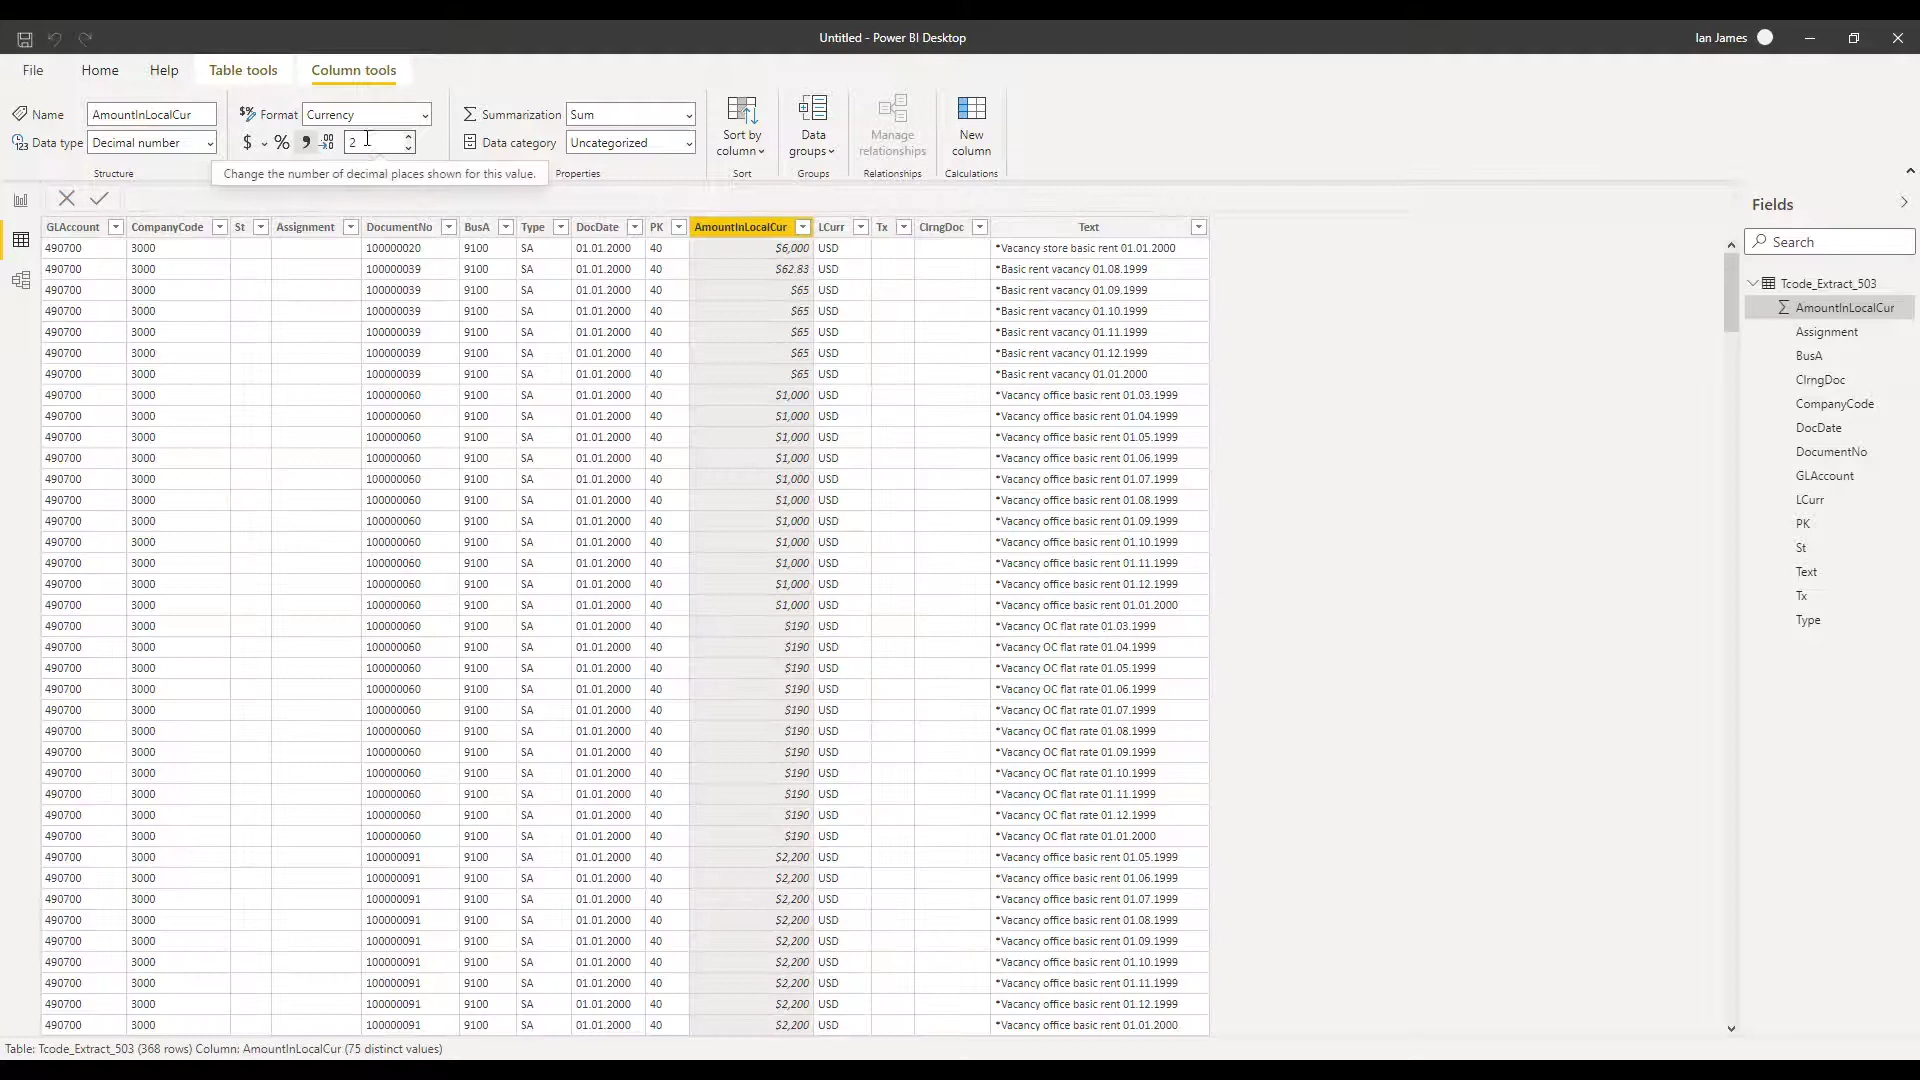 Untitled - Power BI Desktop
Ian James
File Home Help Table tools Column tools
Name AmountInLocalCur
$% Format Currency
Summarization Sum
Data type Decimal number
$ % 9 .00 2
Data category Uncategorized
Sort by column
Data groups
Manage relationships
New column
Change the number of decimal places shown for this value.
Structure Properties Sort Groups Relationships Calculations
GLAccount CompanyCode St Assignment DocumentNo BusA Type DocDate PK AmountInLocalCur LCurr Tx ClrngDoc Text
490700 3000 100000020 9100 SA 01.01.2000 40 $6,000 USD *Vacancy store basic rent 01.01.2000
490700 3000 100000039 9100 SA 01.01.2000 40 $62.83 USD *Basic rent vacancy 01.08.1999
490700 3000 100000039 9100 SA 01.01.2000 40 $65 USD *Basic rent vacancy 01.09.1999
490700 3000 100000039 9100 SA 01.01.2000 40 $65 USD *Basic rent vacancy 01.10.1999
490700 3000 100000039 9100 SA 01.01.2000 40 $65 USD *Basic rent vacancy 01.11.1999
490700 3000 100000039 9100 SA 01.01.2000 40 $65 USD *Basic rent vacancy 01.12.1999
490700 3000 100000039 9100 SA 01.01.2000 40 $65 USD *Basic rent vacancy 01.01.2000
490700 3000 100000060 9100 SA 01.01.2000 40 $1,000 USD *Vacancy office basic rent 01.03.1999
490700 3000 100000060 9100 SA 01.01.2000 40 $1,000 USD *Vacancy office basic rent 01.04.1999
490700 3000 100000060 9100 SA 01.01.2000 40 $1,000 USD *Vacancy office basic rent 01.05.1999
490700 3000 100000060 9100 SA 01.01.2000 40 $1,000 USD *Vacancy office basic rent 01.06.1999
490700 3000 100000060 9100 SA 01.01.2000 40 $1,000 USD *Vacancy office basic rent 01.07.1999
490700 3000 100000060 9100 SA 01.01.2000 40 $1,000 USD *Vacancy office basic rent 01.08.1999
490700 3000 100000060 9100 SA 01.01.2000 40 $1,000 USD *Vacancy office basic rent 01.09.1999
490700 3000 100000060 9100 SA 01.01.2000 40 $1,000 USD *Vacancy office basic rent 01.10.1999
490700 3000 100000060 9100 SA 01.01.2000 40 $1,000 USD *Vacancy office basic rent 01.11.1999
490700 3000 100000060 9100 SA 01.01.2000 40 $1,000 USD *Vacancy office basic rent 01.12.1999
490700 3000 100000060 9100 SA 01.01.2000 40 $1,000 USD *Vacancy office basic rent 01.01.2000
490700 3000 100000060 9100 SA 01.01.2000 40 $190 USD *Vacancy OC flat rate 01.03.1999
490700 3000 100000060 9100 SA 01.01.2000 40 $190 USD *Vacancy OC flat rate 01.04.1999
490700 3000 100000060 9100 SA 01.01.2000 40 $190 USD *Vacancy OC flat rate 01.05.1999
490700 3000 100000060 9100 SA 01.01.2000 40 $190 USD *Vacancy OC flat rate 01.06.1999
490700 3000 100000060 9100 SA 01.01.2000 40 $190 USD *Vacancy OC flat rate 01.07.1999
490700 3000 100000060 9100 SA 01.01.2000 40 $190 USD *Vacancy OC flat rate 01.08.1999
490700 3000 100000060 9100 SA 01.01.2000 40 $190 USD *Vacancy OC flat rate 01.09.1999
490700 3000 100000060 9100 SA 01.01.2000 40 $190 USD *Vacancy OC flat rate 01.10.1999
490700 3000 100000060 9100 SA 01.01.2000 40 $190 USD *Vacancy OC flat rate 01.11.1999
490700 3000 100000060 9100 SA 01.01.2000 40 $190 USD *Vacancy OC flat rate 01.12.1999
490700 3000 100000060 9100 SA 01.01.2000 40 $190 USD *Vacancy OC flat rate 01.01.2000
490700 3000 100000091 9100 SA 01.01.2000 40 $2,200 USD *Vacancy office basic rent 01.05.1999
490700 3000 100000091 9100 SA 01.01.2000 40 $2,200 USD *Vacancy office basic rent 01.06.1999
490700 3000 100000091 9100 SA 01.01.2000 40 $2,200 USD *Vacancy office basic rent 01.07.1999
490700 3000 100000091 9100 SA 01.01.2000 40 $2,200 USD *Vacancy office basic rent 01.08.1999
490700 3000 100000091 9100 SA 01.01.2000 40 $2,200 USD *Vacancy office basic rent 01.09.1999
490700 3000 100000091 9100 SA 01.01.2000 40 $2,200 USD *Vacancy office basic rent 01.10.1999
490700 3000 100000091 9100 SA 01.01.2000 40 $2,200 USD *Vacancy office basic rent 01.11.1999
490700 3000 100000091 9100 SA 01.01.2000 40 $2,200 USD *Vacancy office basic rent 01.12.1999
490700 3000 100000091 9100 SA 01.01.2000 40 $2,200 USD *Vacancy office basic rent 01.01.2000
Fields
Search
Tcode_Extract_503
AmountInLocalCur
Assignment
BusA
ClrngDoc
CompanyCode
DocDate
DocumentNo
GLAccount
LCurr
PK
St
Text
Tx
Type
Table: Tcode_Extract_503 (368 rows) Column: AmountInLocalCur (75 distinct values)